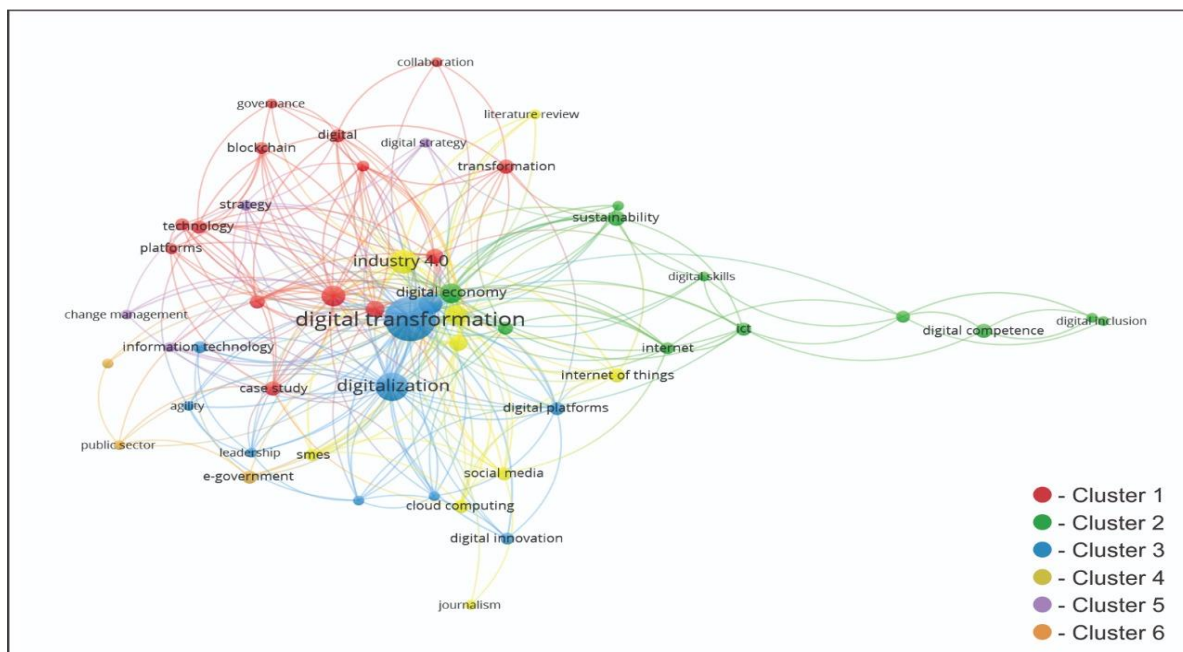 collaboration
governance
literature review
digital
digital strategy
blockchain
transformation
strategy
sustainability
technology
platforms
industry 4.0
digital skills
digital economy
change management
digital transformation
digital inclusion
ict
digital competence
information technology
internet
case study
digitalization
internet of things
agility
digital platforms
public sector
leadership
smes
e-government
social media
cloud computing
digital innovation
journalism
- Cluster 1
- Cluster 2
- Cluster 3
- Cluster 4
- Cluster 5
- Cluster 6